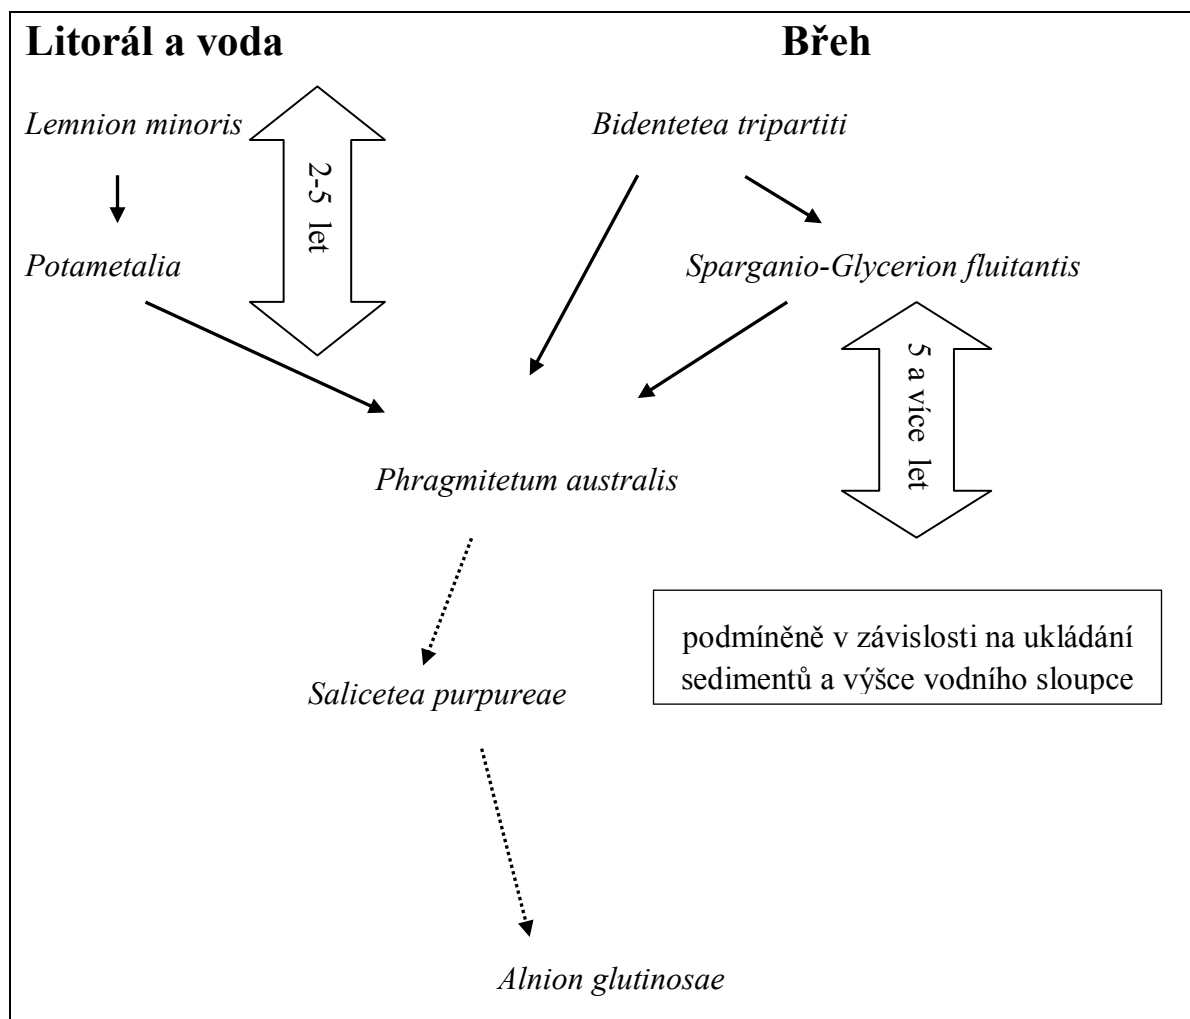 Litorál a voda
Břeh
Lemnion minoris
Bidentetea tripartiti
2-5 let
Potametalia
Sparganio-Glycerion fluitantis
5 a více let
Phragmitetum australis
podmíněně v závislosti na ukládání
sedimentů a výšce vodního sloupce
Salicetea purpureae
Alnion glutinosae